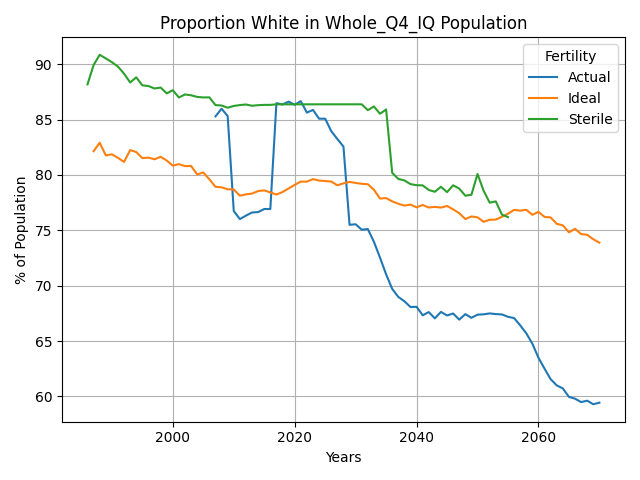 Proportion White in Whole_Q4_IQ Population
% of Population
90
85
80
75
70
65
60
Fertility
Actual
Ideal
Sterile
2000
2020
2040
2060
Years